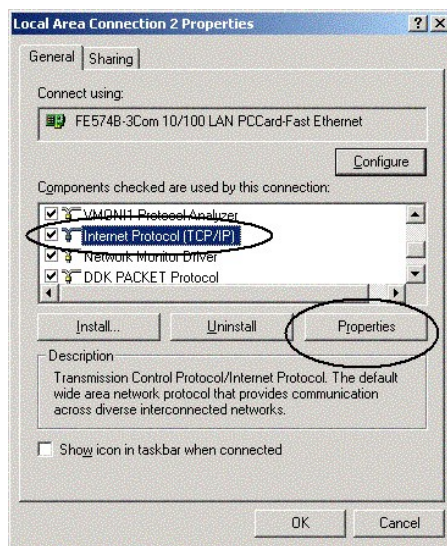 Local Area Connection 2 Properties
General Sharing
Connect using:
FE574B-3Com 10/100 LAN PCCard-Fast Ethernet
Configure
Components checked are used by this connection:
VMONI1 Protocol Analyzer
Internet Protocol (TCP/IP)
Network Monitor Driver
DDK PACKET Protocol
Install... Uninstall Properties
Description
Transmission Control Protocol/Internet Protocol. The default
wide area network protocol that provides communication
across diverse interconnected networks.
Show icon in taskbar when connected
OK Cancel